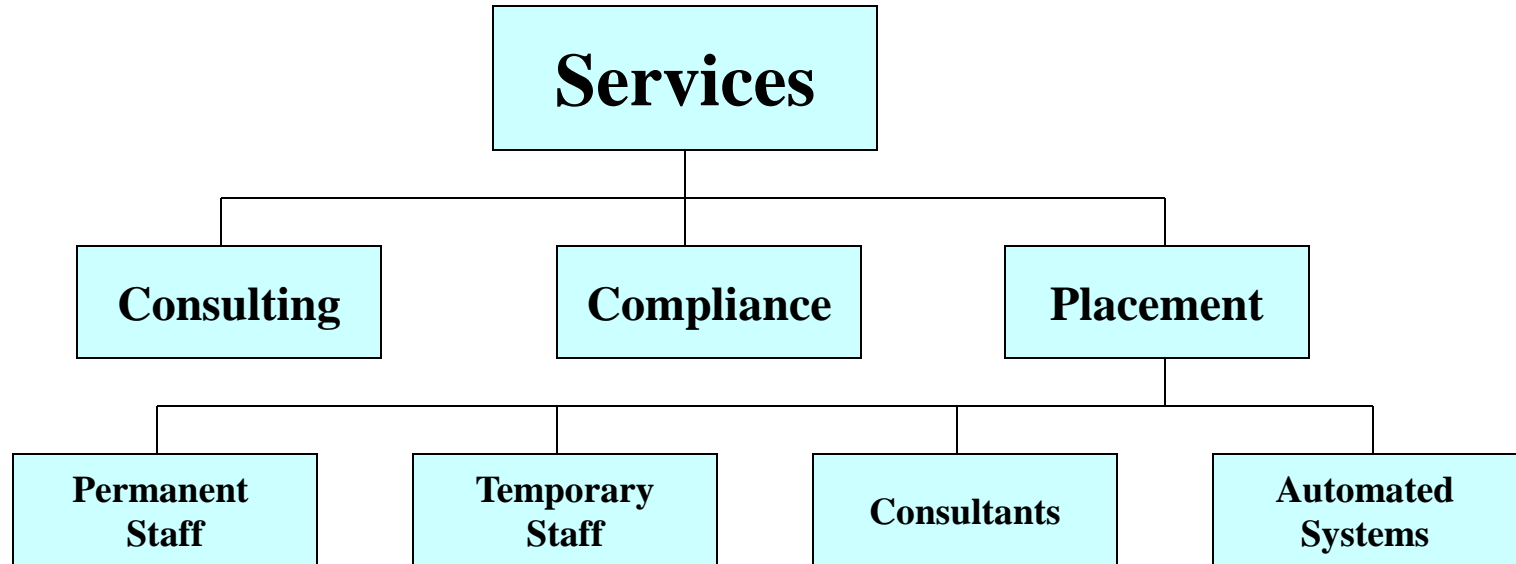 Services
Consulting
Compliance
Placement
Permanent
Staff
Temporary
Staff
Consultants
Automated
Systems